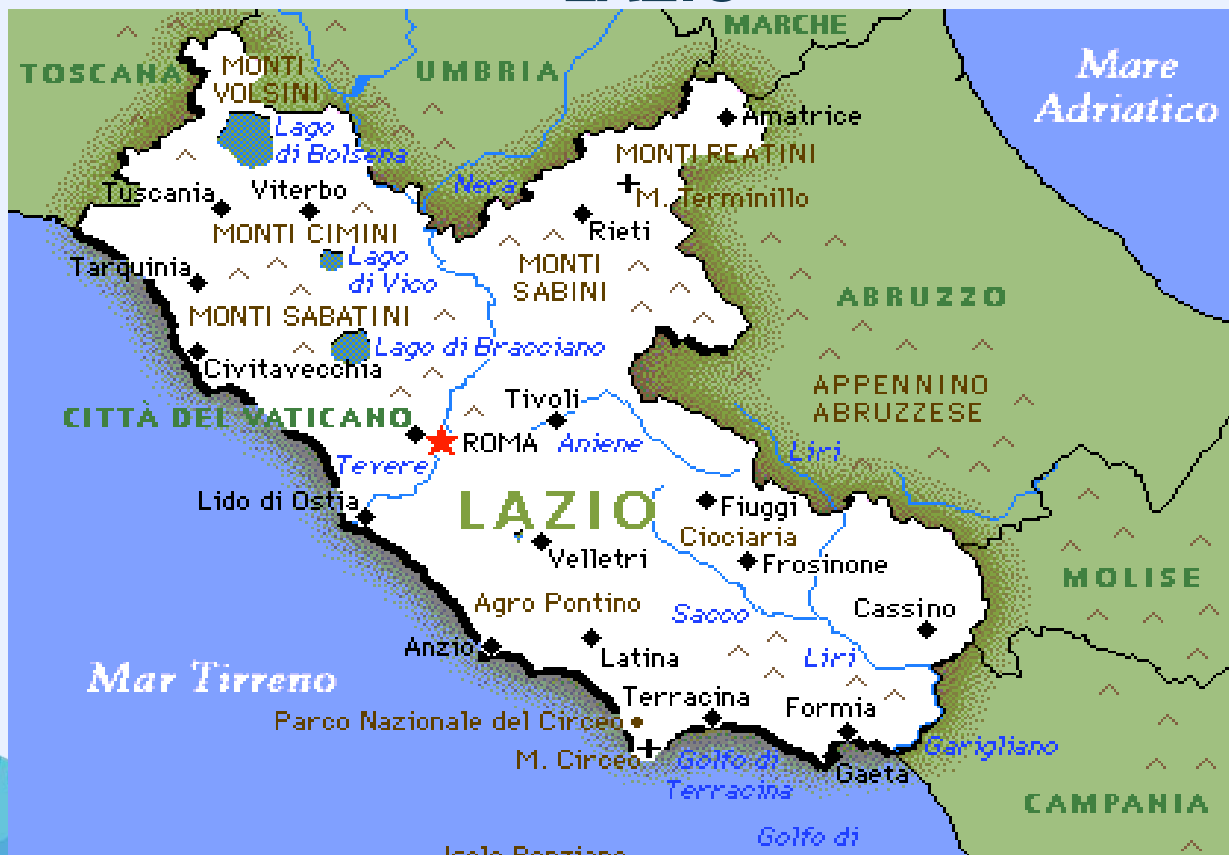 LAZIO
MARCHE
TOSCANA
MONTI
VOLSINI
UMBRIA
Mare
Adriatico
Lago
di Bolsena
Amatrice
MONTI REATINI
Tuscania
Viterbo
Nera
M. Terminillo
MONTI CIMINI
Rieti
Tarquinia
Lago
di Vico
MONTI
SABINI
ABRUZZO
MONTI SABATINI
Lago di Bracciano
Civitavecchia
APPENNINO
ABRUZZESE
CITTÀ DEL VATICANO
Tivoli
ROMA
Aniene
Liri
Tevere
Lido di Ostia
LAZIO
Fiuggi
Ciociaria
Velletri
Frosinone
MOLISE
Agro Pontino
Sacco
Cassino
Anzio
Latina
Liri
Mar Tirreno
Terracina
Formia
Parco Nazionale del Circeo
M. Circeo
Golfo di
Terracina
Garigliano
Gaeta
CAMPANIA
Golfo di